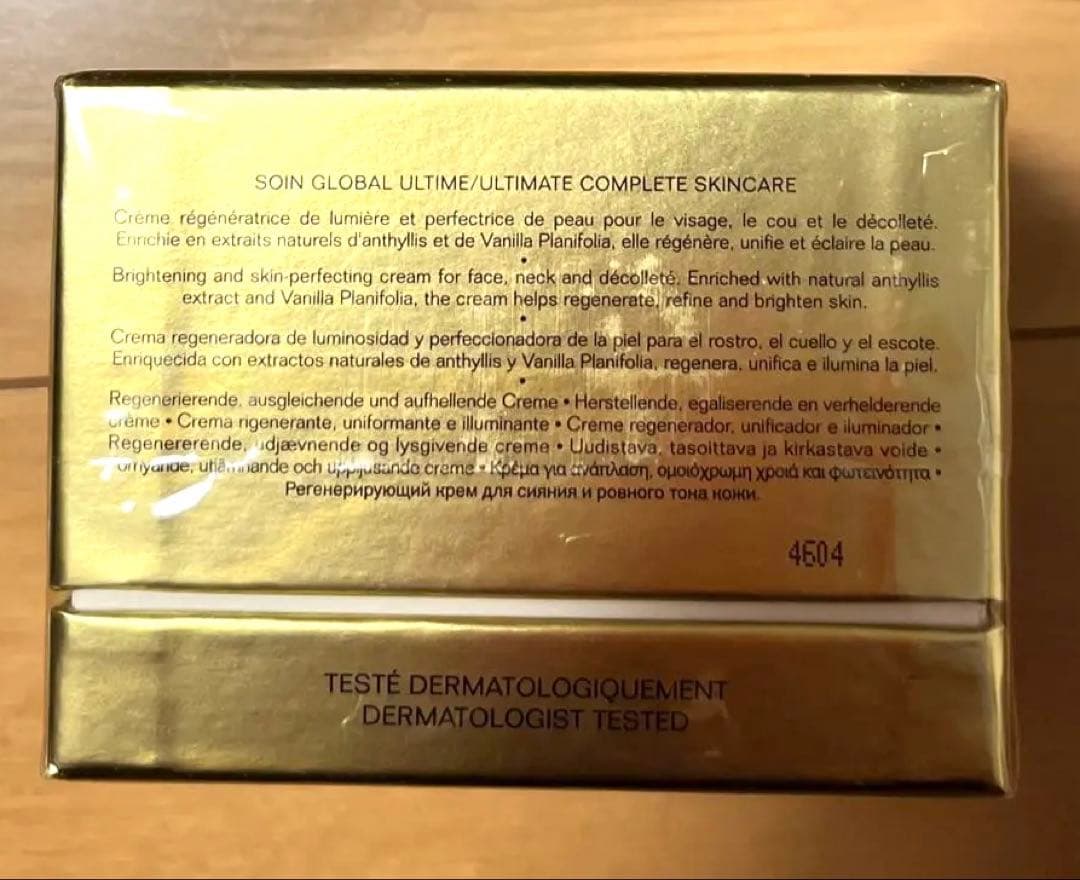 SOIN GLOBAL ULTIME/ULTIMATE COMPLETE SKINCARE
Crème régénératrice de lumière et perfectrice de peau pour le visage, le cou et le décolleté.
Enrichie en extraits naturels d'anthyllis et de Vanilla Planifolia, elle régénère, unifie et éclaire la peau.
•
Brightening and skin-perfecting cream for face, neck and décolleté. Enriched with natural anthyllis
extract and Vanilla Planifolia, the cream helps regenerate, refine and brighten skin.
•
Crema regeneradora de luminosidad y perfeccionadora de la piel para el rostro, el cuello y el escote.
Enriquecida con extractos naturales de anthyllis y Vanilla Planifolia, regenera, unifica e ilumina la piel.
•
Regenerierende, ausgleichende und aufhellende Creme • Herstellende, egaliserende en verhelderende
crème • Crema rigenerante, uniformante e illuminante • Creme regenerador, unificador e iluminador •
Regenererende, udjævnende og lysgivende creme • Uudistava, tasoittava ja kirkastava voide •
och creme • Κρέμα για ανάπλαση, ομοιόχρωμη χροιά και φωτεινότητα •
Регенерирующий крем для сияния и ровного тона кожи.
4604
TESTÉ DERMATOLOGIQUEMENT
DERMATOLOGIST TESTED